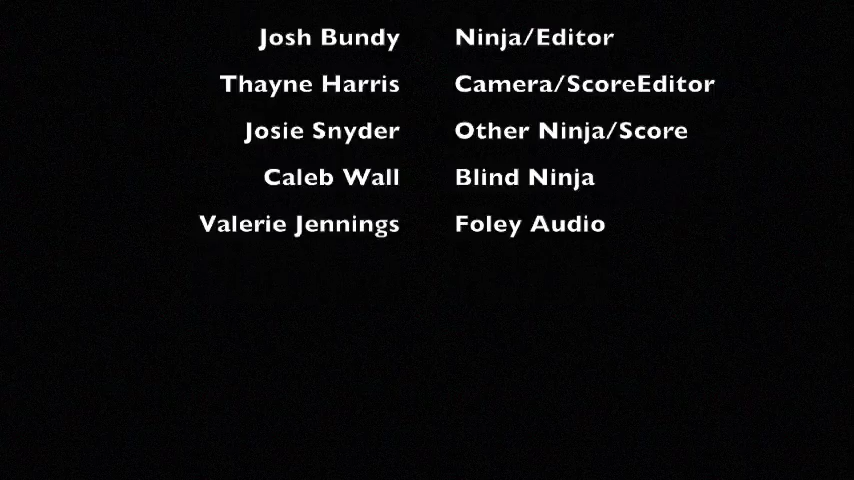 Josh Bundy Ninja/Editor
Thayne Harris Camera/ScoreEditor
Josie Snyder Other Ninja/Score
Caleb Wall Blind Ninja
Valerie Jennings Foley Audio